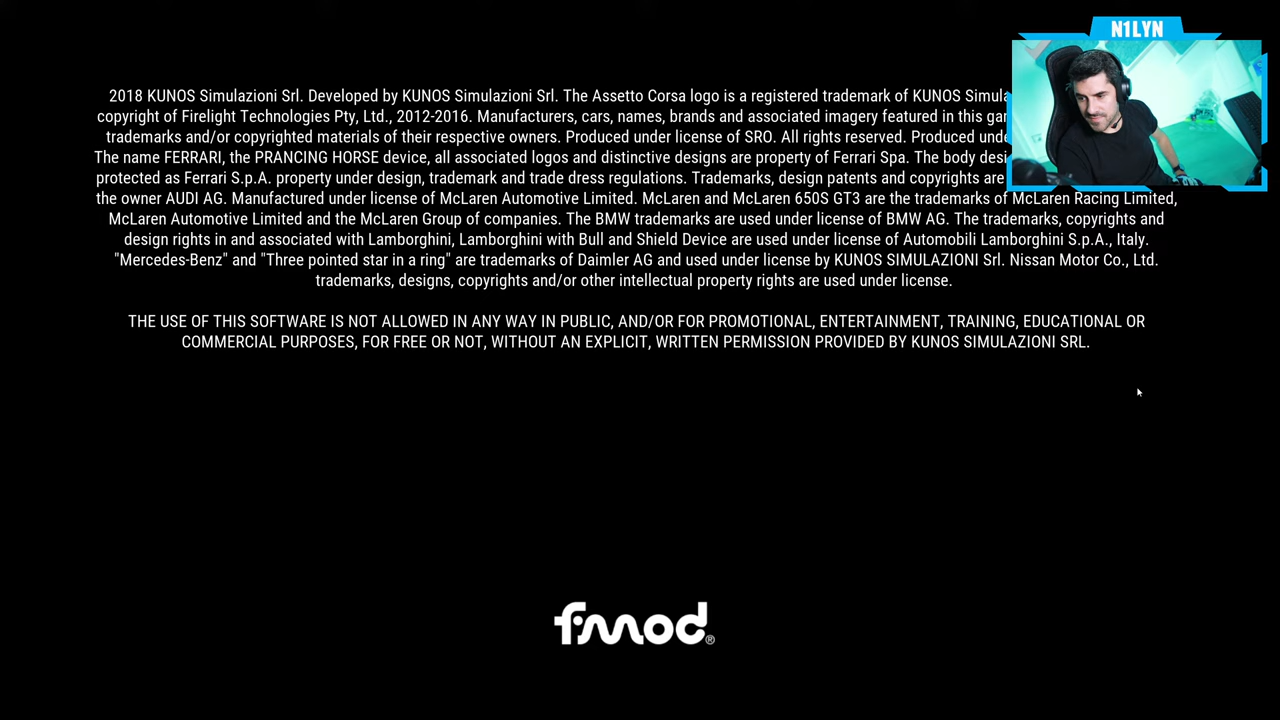 N1LYN
2018 KUNOS Simulazioni Srl. Developed by KUNOS Simulazioni Srl. The Assetto Corsa logo is a registered trademark of KUNOS
copyright of Firelight Technologies Pty, Ltd., 2012-2016. Manufacturers, cars, names, brands and associated imagery featured in this
trademarks and/or copyrighted materials of their respective owners. Produced under license of SRO. All rights reserved. Produced
The name FERRARI, the PRANCING HORSE device, all associated logos and distinctive designs are property of Ferrari Spa. The body
protected as Ferrari S.p.A. property under design, trademark and trade dress regulations. Trademarks, design patents and copyrights are
the owner AUDI AG. Manufactured under license of McLaren Automotive Limited. McLaren and McLaren 650S GT3 are the trademarks of McLaren Racing Limited,
McLaren Automotive Limited and the McLaren Group of companies. The BMW trademarks are used under license of BMW AG. The trademarks, copyrights and
design rights in and associated with Lamborghini, Lamborghini with Bull and Shield Device are used under license of Automobili Lamborghini S.p.A., Italy.
"Mercedes-Benz" and "Three pointed star in a ring" are trademarks of Daimler AG and used under license by KUNOS SIMULAZIONI Srl. Nissan Motor Co., Ltd.
trademarks, designs, copyrights and/or other intellectual property rights are used under license.
THE USE OF THIS SOFTWARE IS NOT ALLOWED IN ANY WAY IN PUBLIC, AND/OR FOR PROMOTIONAL, ENTERTAINMENT, TRAINING, EDUCATIONAL OR
COMMERCIAL PURPOSES, FOR FREE OR NOT, WITHOUT AN EXPLICIT, WRITTEN PERMISSION PROVIDED BY KUNOS SIMULAZIONI SRL.
fmod®